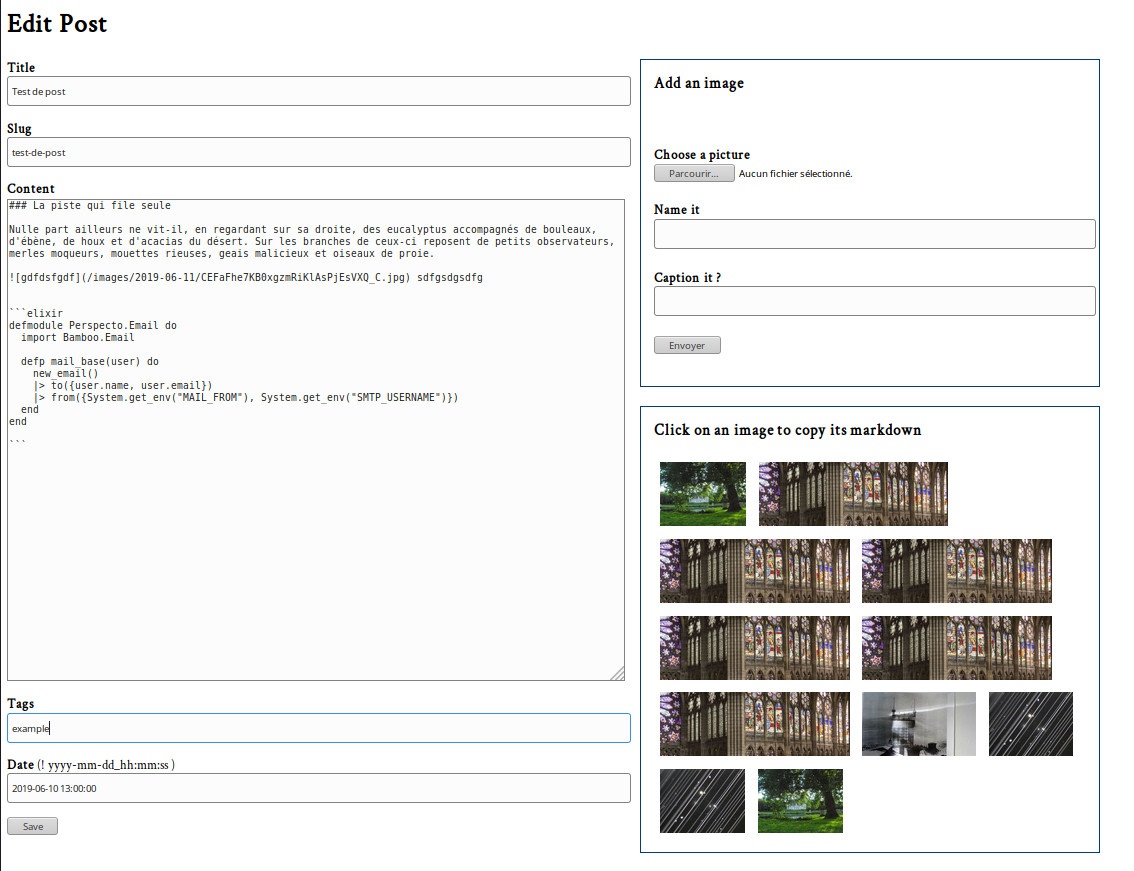 Edit Post
Title
Test de post
Slug
test-de-post
Content
### La piste qui file seule
Nulle part ailleurs ne vit-il, en regardant sur sa droite, des eucalyptus accompagnés de bouleaux,
d'ébène, de houx et d'acacias du désert. Sur les branches de ceux-ci reposent de petits observateurs,
merles moqueurs, mouettes rieuses, geais malicieux et oiseaux de proie.
![gdfdsfgdf](/images/2019-06-11/CEFaFhe7KB0xgzmRiKlAsPjEsVXQ_C.jpg) sdfgsdgsdfg
```elixir
defmodule Perspecto.Email do
  import Bamboo.Email
  defp mail_base(user) do
    new_email()
    |> to({user.name, user.email})
    |> from({System.get_env("MAIL_FROM"), System.get_env("SMTP_USERNAME")})
  end
end
```
Tags
example
Date (! yyyy-mm-dd_hh:mm:ss )
2019-06-10 13:00:00
Save
Add an image
Choose a picture
Parcourir... Aucun fichier sélectionné.
Name it
Caption it ?
Envoyer
Click on an image to copy its markdown